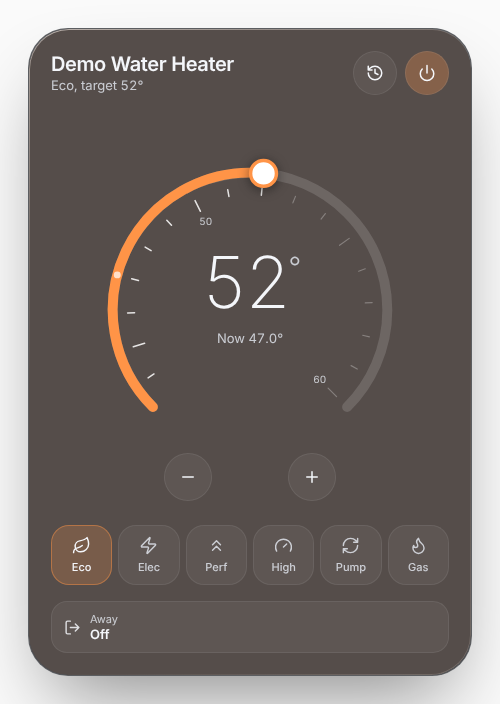 Demo Water Heater
Eco, target 52°
50
52°
Now 47.0°
60
Eco
Elec
Perf
High
Pump
Gas
Away
Off